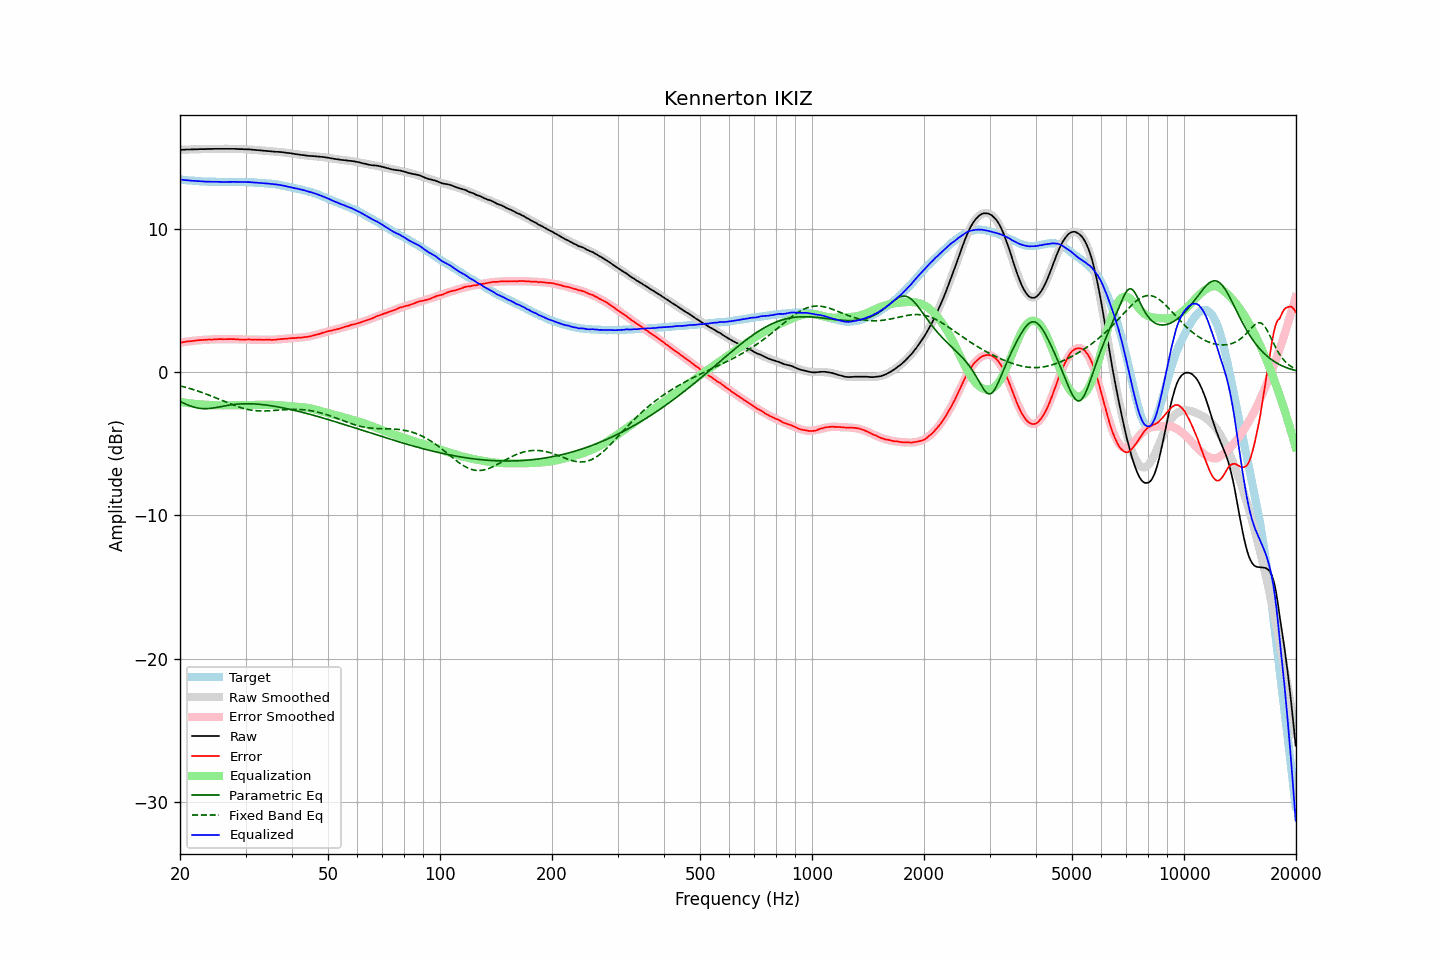 Kennerton IKIZ
Amplitude (dBr)
10
0
−10
−20
−30
Target
Raw Smoothed
Error Smoothed
Raw
Error
Equalization
Parametric Eq
Fixed Band Eq
Equalized
20 50 100 200 500 1000 2000 5000 10000 20000
Frequency (Hz)